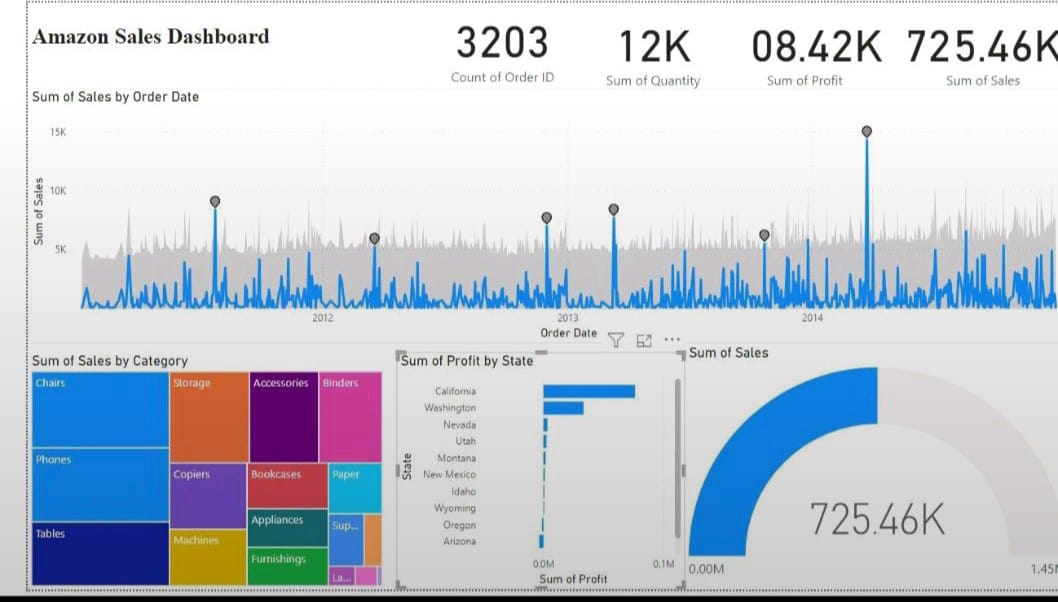 Amazon Sales Dashboard
3203
Count of Order ID
12K
Sum of Quantity
08.42K
Sum of Profit
725.46K
Sum of Sales
Sum of Sales by Order Date
Sum of Sales
15K
10K
5K
2012
2013
2014
Order Date
Sum of Sales by Category
Chairs
Phones
Tables
Storage
Copiers
Machines
Accessories
Binders
Bookcases
Appliances
Furnishings
Paper
Sup...
La...
Sum of Profit by State
State
California
Washington
Nevada
Utah
Montana
New Mexico
Idaho
Wyoming
Oregon
Arizona
0.0M
0.1M
Sum of Profit
Sum of Sales
725.46K
0.00M
1.45M